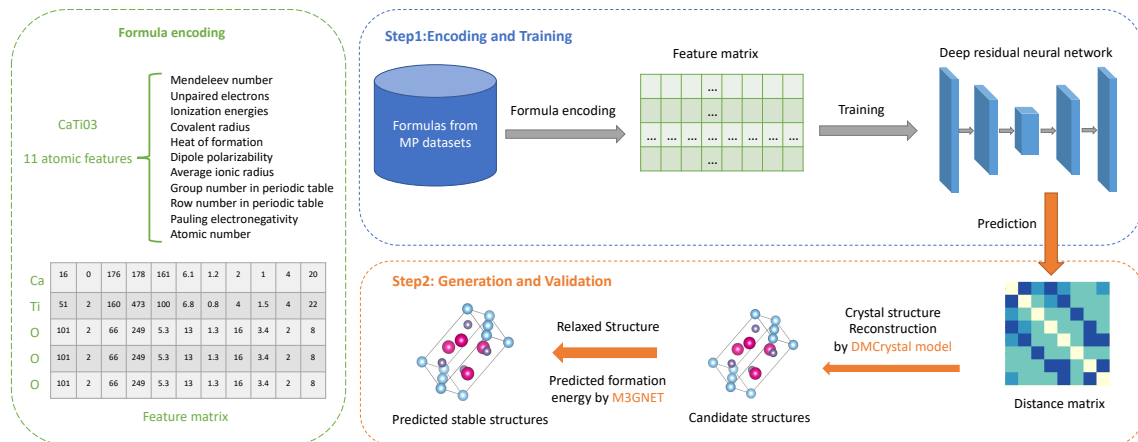 Formula encoding
CaTi03
11 atomic features
Mendeleev number
Unpaired electrons
Ionization energies
Covalent radius
Heat of formation
Dipole polarizability
Average ionic radius
Group number in periodic table
Row number in periodic table
Pauling electronegativity
Atomic number
Ca 16 0 176 178 161 6.1 1.2 2 1 4 20
Ti 51 2 160 473 100 6.8 0.8 4 1.5 4 22
O 101 2 66 249 5.3 13 1.3 16 3.4 2 8
O 101 2 66 249 5.3 13 1.3 16 3.4 2 8
O 101 2 66 249 5.3 13 1.3 16 3.4 2 8
Feature matrix
Step1:Encoding and Training
Formulas from
MP datasets
Formula encoding
Feature matrix
...
...
... ... ... ... ... ... ... ...
...
Training
Deep residual neural network
Prediction
Step2: Generation and Validation
Distance matrix
Crystal structure
Reconstruction
by DMCrystal model
Candidate structures
Relaxed Structure
Predicted formation
energy by M3GNET
Predicted stable structures